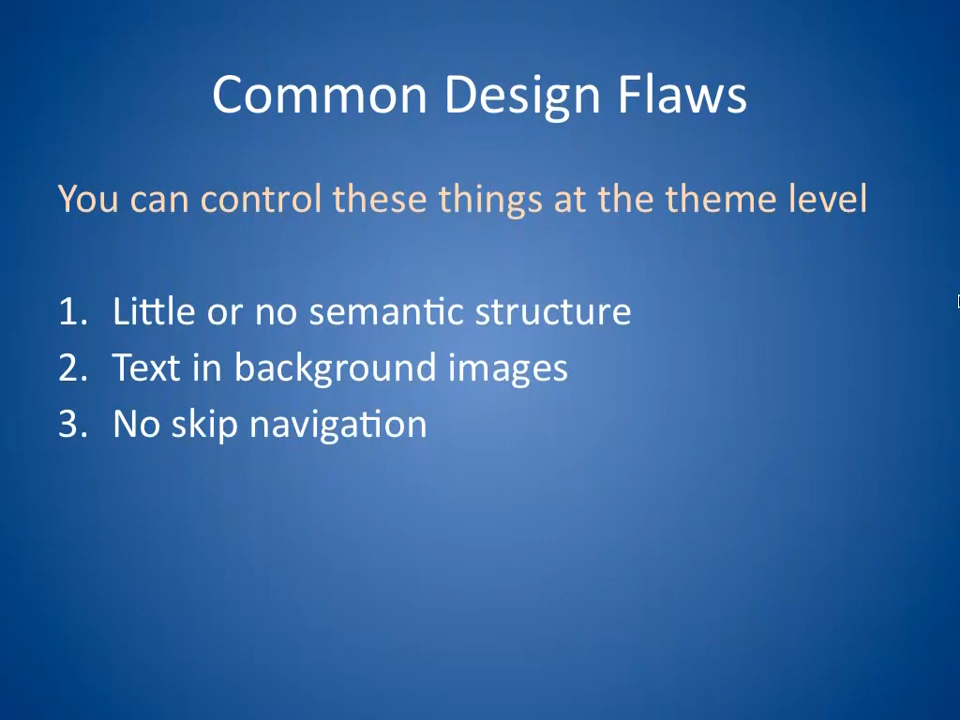 Common Design Flaws
You can control these things at the theme level
1. Little or no semantic structure
2. Text in background images
3. No skip navigation